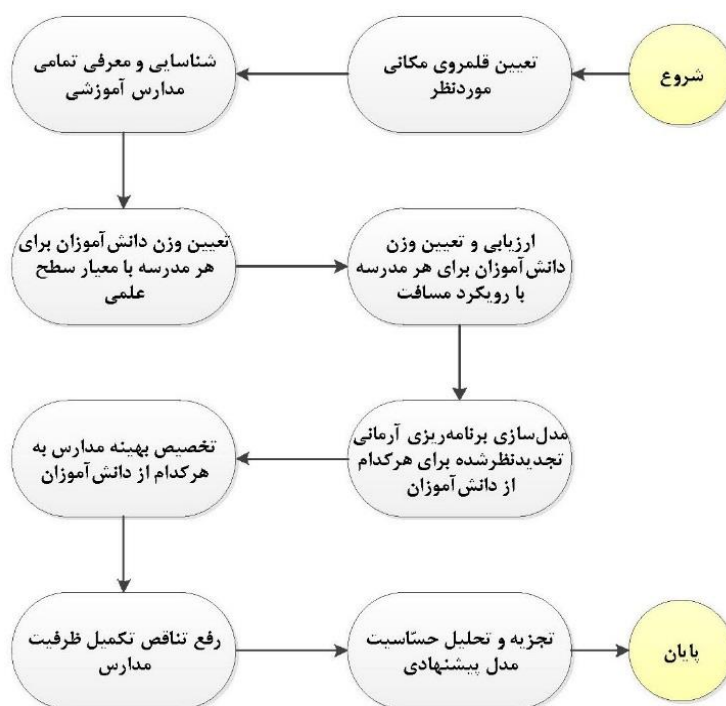 شروع
تعیین قلمروی مکانی
موردنظر
شناسایی و معرفی تمامی
مدارس آموزشی
تعیین وزن دانش‌آموزان برای
هر مدرسه با معیار سطح
علمی
ارزیابی و تعیین وزن
دانش‌آموزان برای هر مدرسه
با رویکرد مسافت
مدل‌سازی برنامه‌ریزی آرمانی
تجدیدنظرشده برای هرکدام
از دانش‌آموزان
تخصیص بهینه مدارس به
هرکدام از دانش‌آموزان
رفع تناقص تکمیل ظرفیت
مدارس
تجزیه و تحلیل حسّاسیت
مدل پیشنهادی
پایان